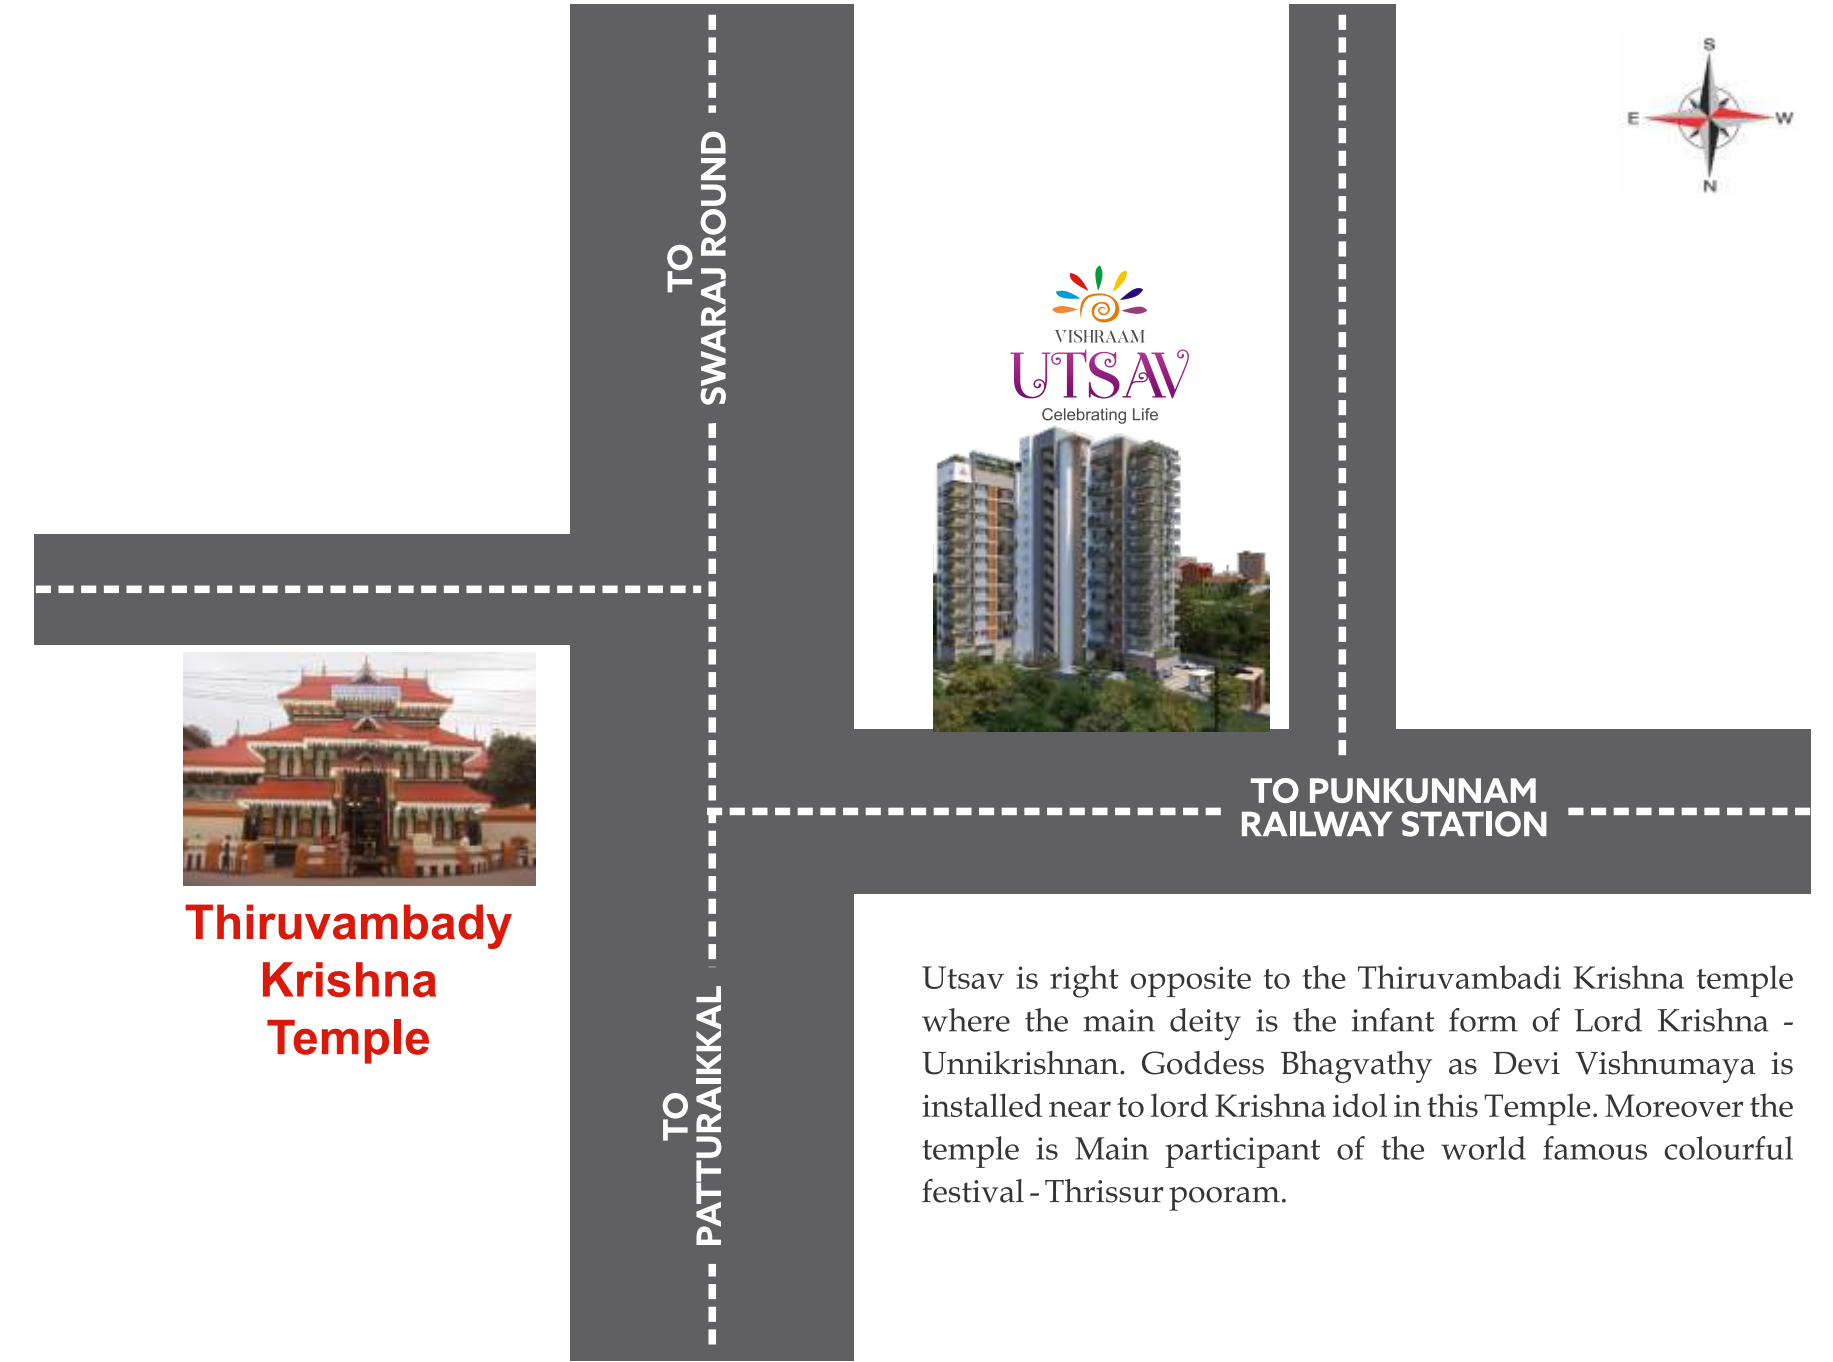 S
E
W
N
TO
SWARAJ ROUND
VISHRAAM
UTSAV
Celebrating Life
TO PUNKUNNAM
RAILWAY STATION
Thiruvambady
Krishna
Temple
TO
PATTURAIKKAL
Utsav is right opposite to the Thiruvambadi Krishna temple
where the main deity is the infant form of Lord Krishna -
Unnikrishnan. Goddess Bhagvathy as Devi Vishnumaya is
installed near to lord Krishna idol in this Temple. Moreover the
temple is Main participant of the world famous colourful
festival - Thrissur pooram.